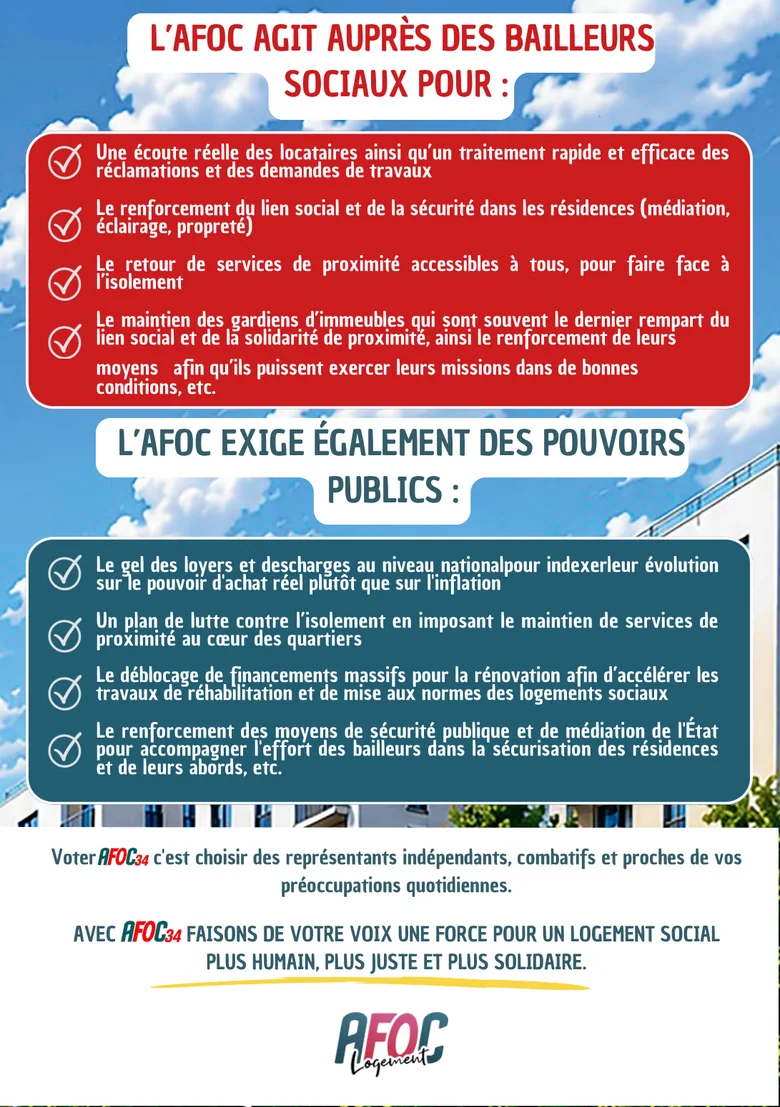 L'AFOC AGIT AUPRÈS DES BAILLEURS
SOCIAUX POUR :
Une écoute réelle des locataires ainsi qu'un traitement rapide et efficace des
réclamations et des demandes de travaux
Le renforcement du lien social et de la sécurité dans les résidences (médiation,
éclairage, propreté)
Le retour de services de proximité accessibles à tous, pour faire face à
l'isolement
Le maintien des gardiens d'immeubles qui sont souvent le dernier rempart du
lien social et de la solidarité de proximité, ainsi le renforcement de leurs
moyens afin qu'ils puissent exercer leurs missions dans de bonnes
conditions, etc.
L'AFOC EXIGE ÉGALEMENT DES POUVOIRS
PUBLICS :
Le gel des loyers et descharges au niveau nationalpour indexerleur évolution
sur le pouvoir d'achat réel plutôt que sur l'inflation
Un plan de lutte contre l'isolement en imposant le maintien de services de
proximité au cœur des quartiers
Le déblocage de financements massifs pour la rénovation afin d'accélérer les
travaux de réhabilitation et de mise aux normes des logements sociaux
Le renforcement des moyens de sécurité publique et de médiation de l'État
pour accompagner l'effort des bailleurs dans la sécurisation des résidences
et de leurs abords, etc.
Voter AFOC34 c'est choisir des représentants indépendants, combatifs et proches de vos
préoccupations quotidiennes.
AVEC AFOC34 FAISONS DE VOTRE VOIX UNE FORCE POUR UN LOGEMENT SOCIAL
PLUS HUMAIN, PLUS JUSTE ET PLUS SOLIDAIRE.
AFOC
Logement